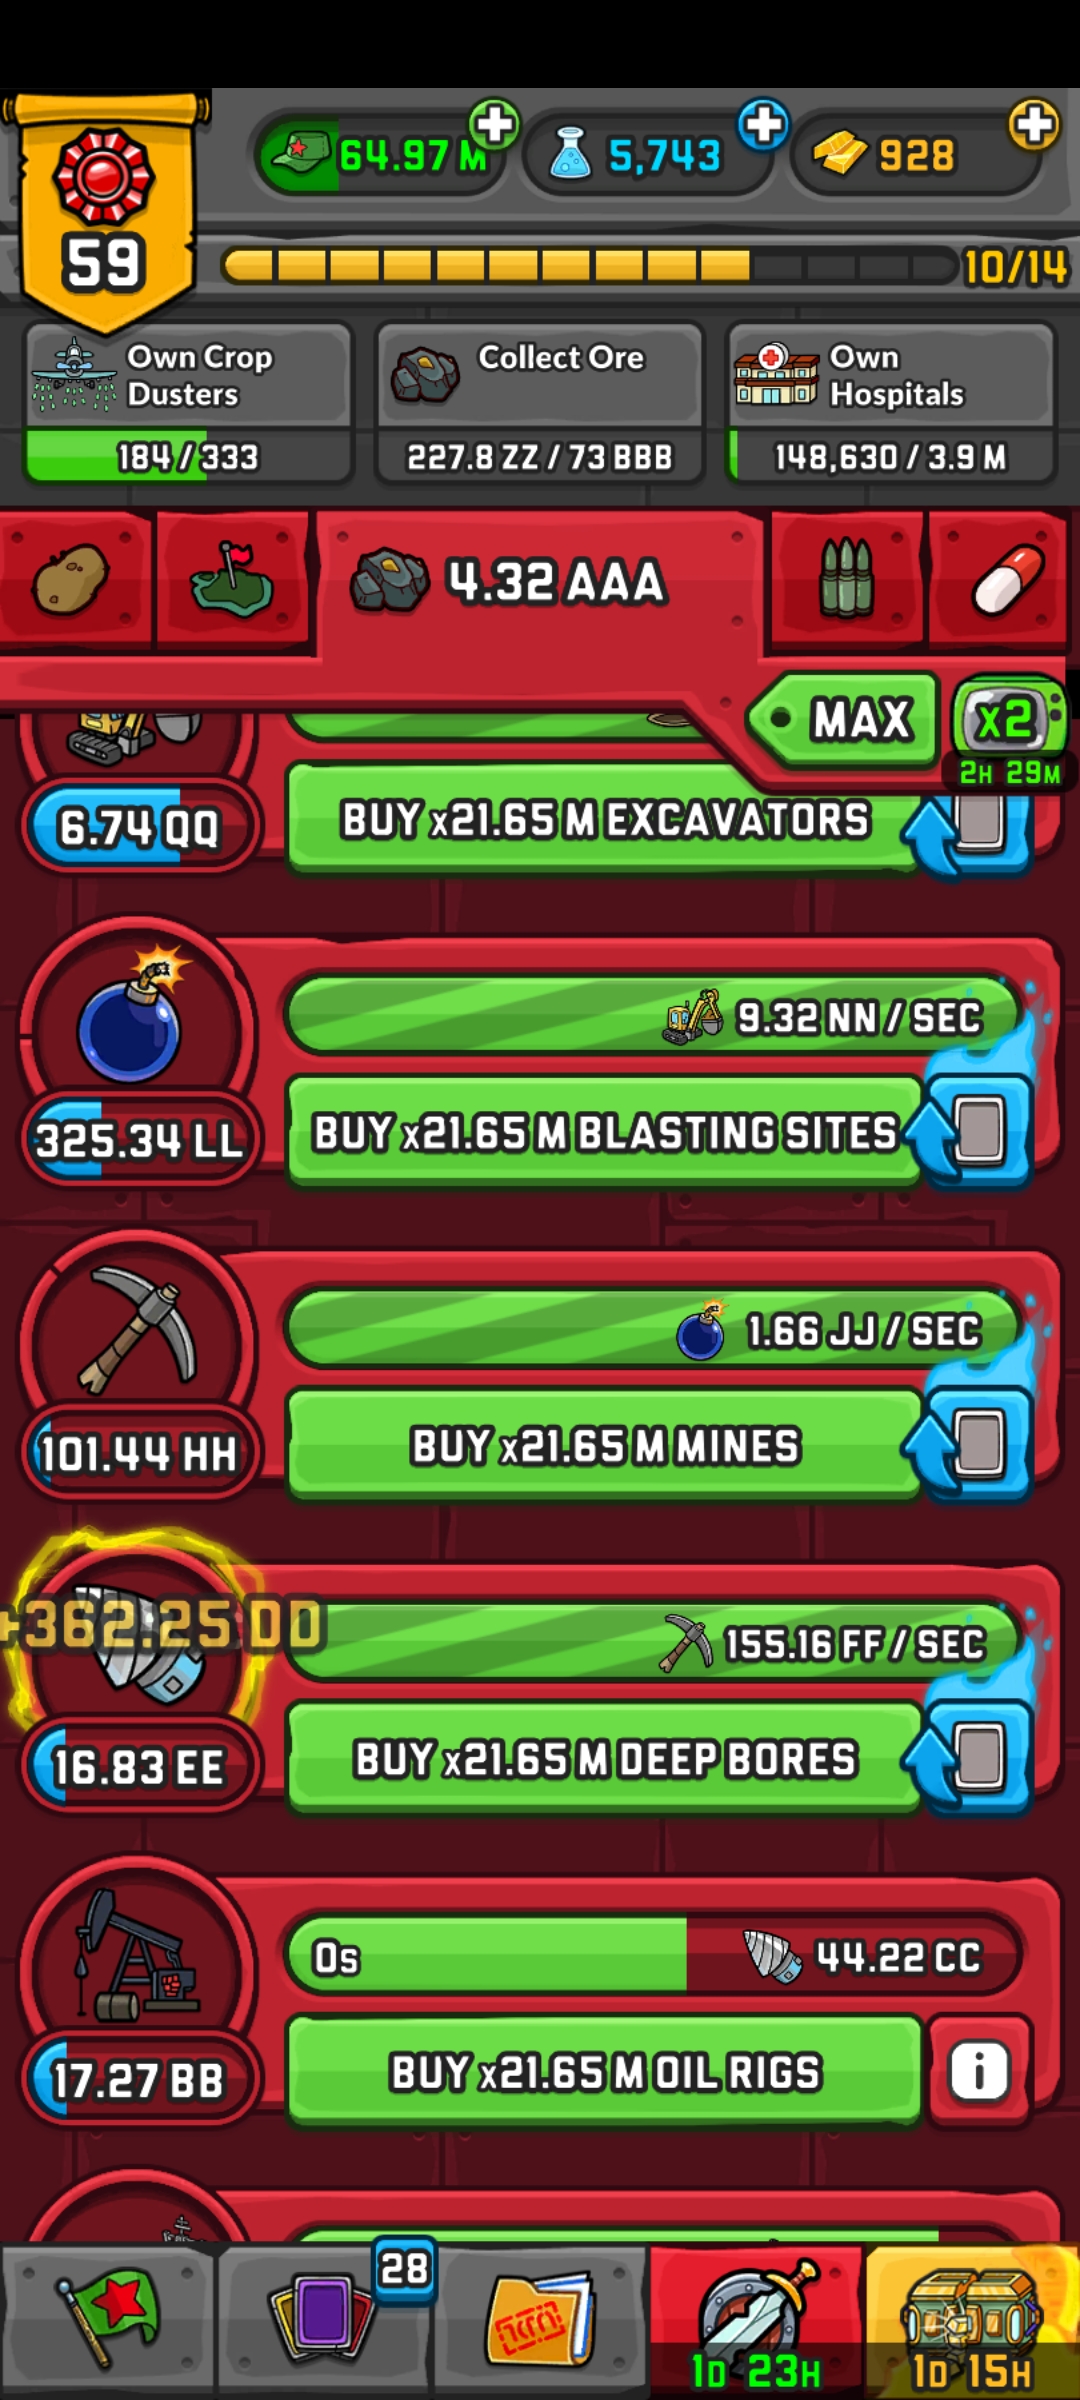 64.97 M
5,743
928
59
10/14
Own Crop
Dusters
184 / 333
Collect Ore
227.8 ZZ / 73 BBB
Own
Hospitals
148,630 / 3.9 M
4.32 AAA
MAX
x2
2H 29M
6.74 QQ
BUY x21.65 M EXCAVATORS
9.32 NN / SEC
325.34 LL
BUY x21.65 M BLASTING SITES
1.66 JJ / SEC
101.44 HH
BUY x21.65 M MINES
+362.25 DD
155.16 FF / SEC
16.83 EE
BUY x21.65 M DEEP BORES
0s
44.22 CC
17.27 BB
BUY x21.65 M OIL RIGS
i
28
1D 23H
1D 15H